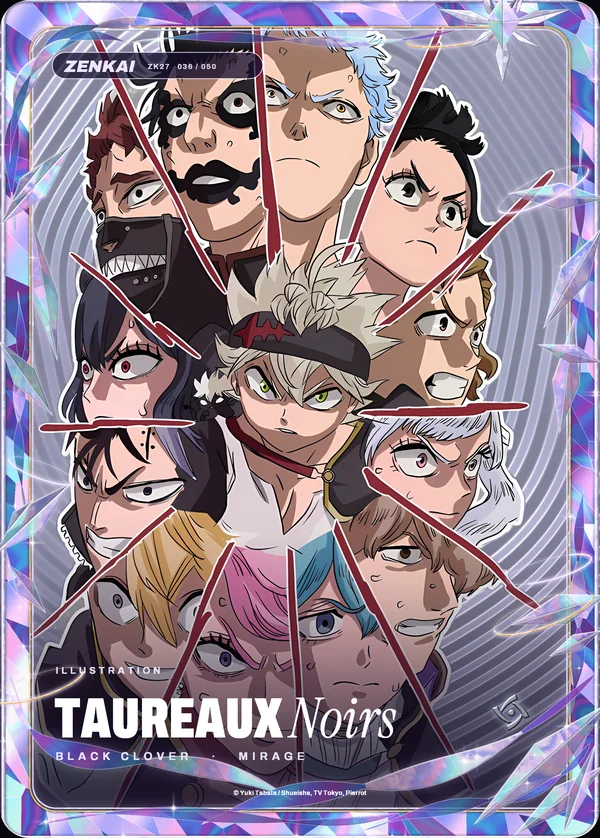 ZENKAI ZK27 036 / 050
ILLUSTRATION
TAUREAUX Noirs
BLACK CLOVER · MIRAGE
© Yuki Tabata / Shueisha, TV Tokyo, Pierrot